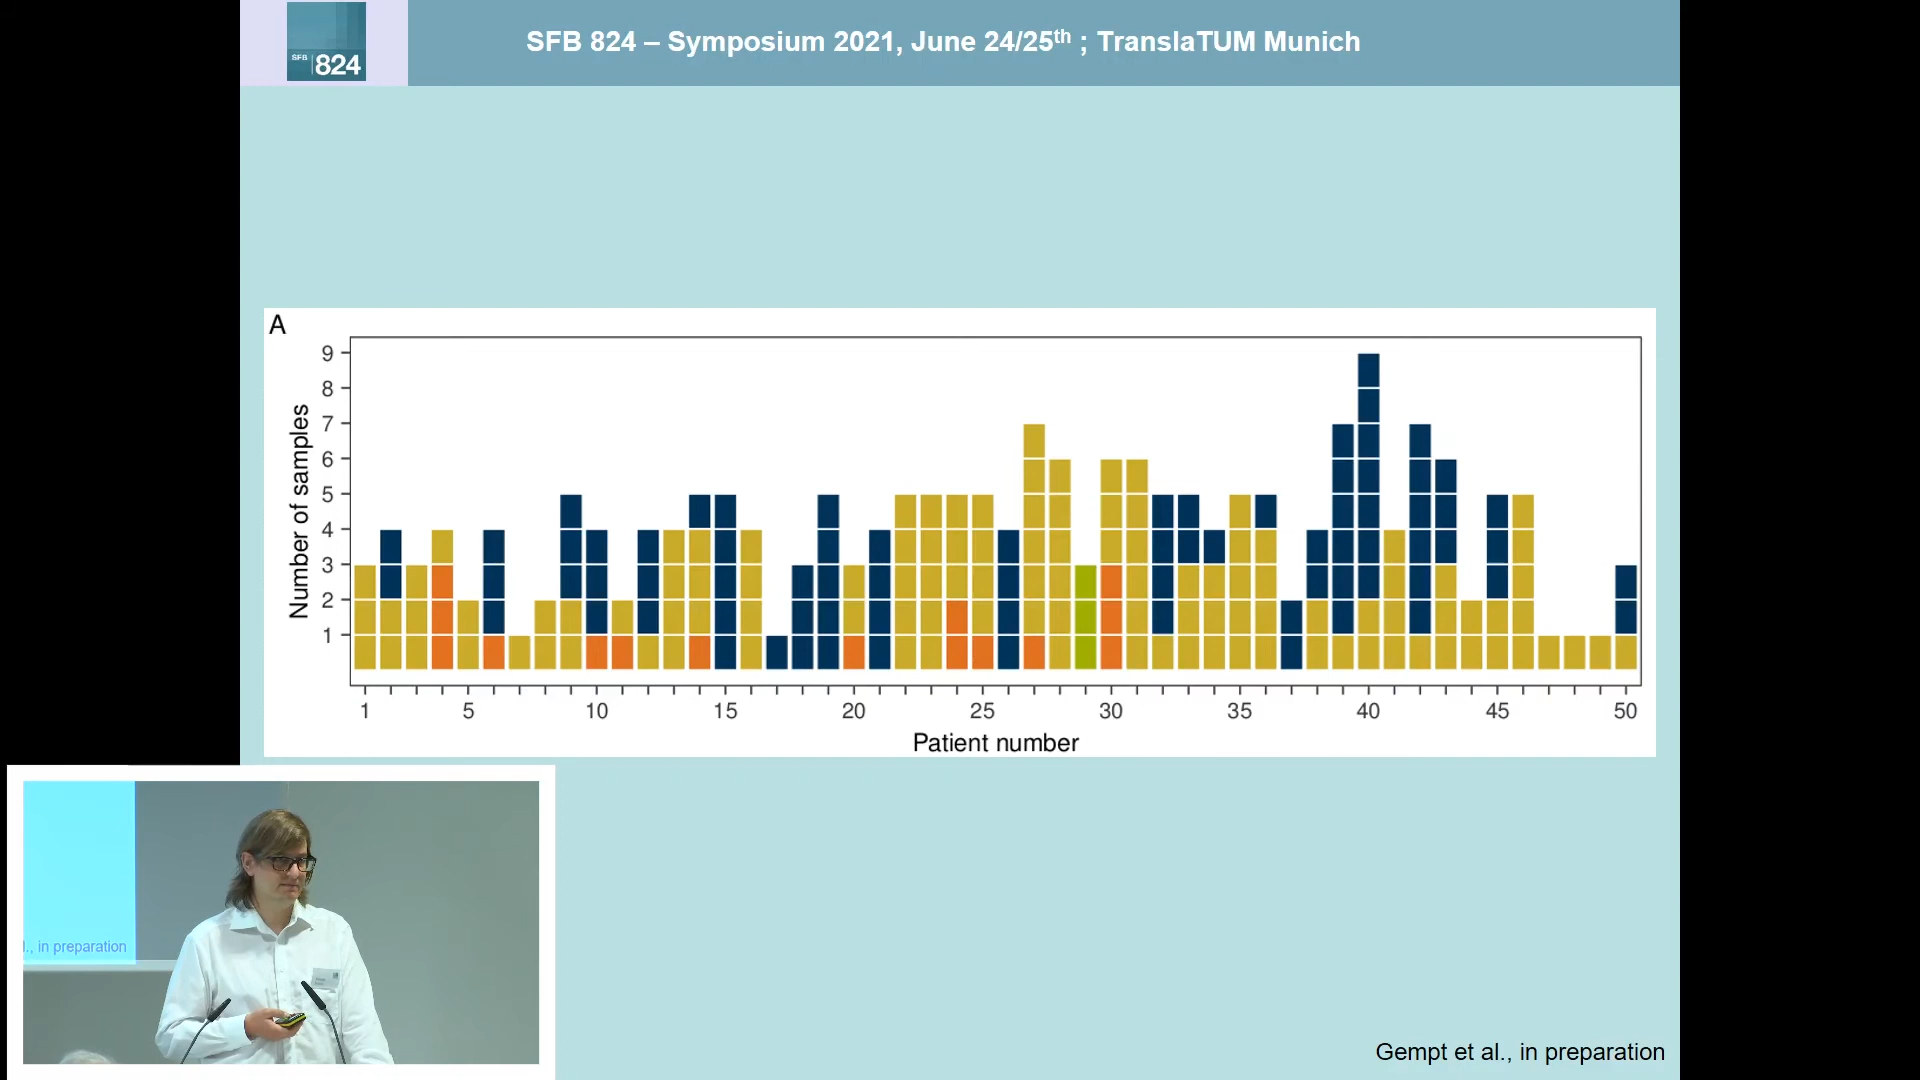 SFB 824
SFB 824 – Symposium 2021, June 24/25th ; TranslaTUM Munich
A
Number of samples
9
8
7
6
5
4
3
2
1
1 5 10 15 20 25 30 35 40 45 50
Patient number
l., in preparation
Gempt et al., in preparation